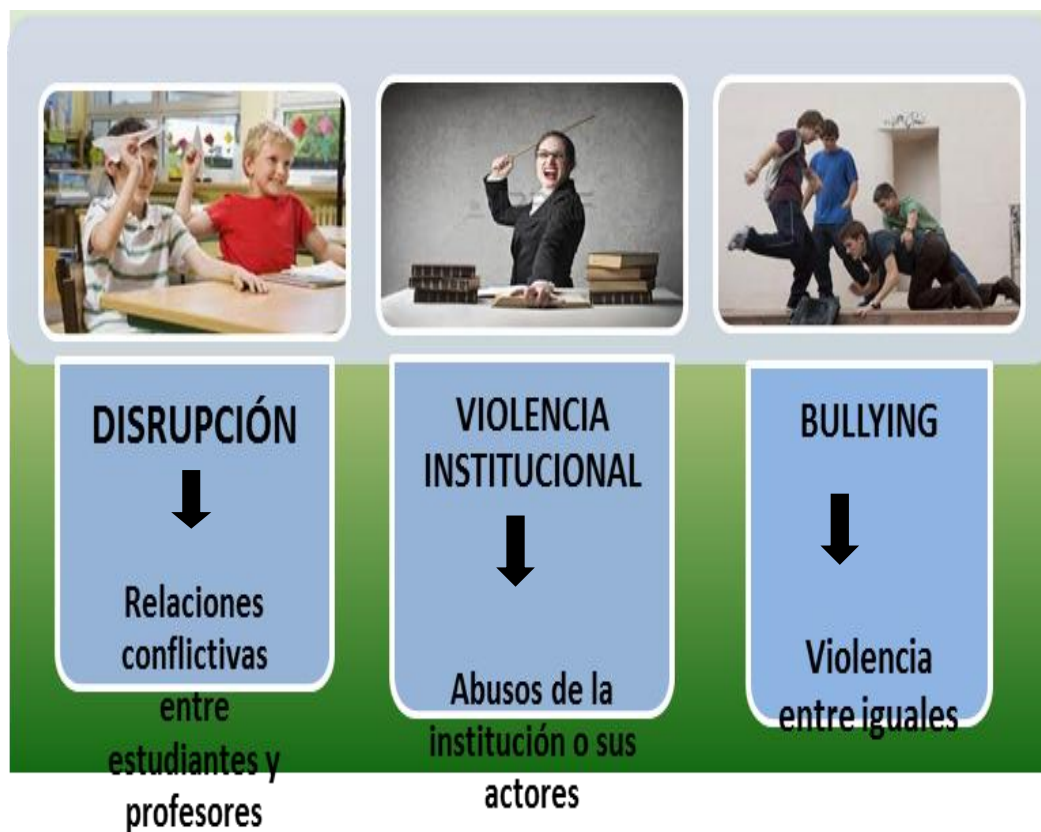 DISRUPCIÓN
Relaciones
conflictivas
entre
estudiantes y
profesores
VIOLENCIA
INSTITUCIONAL
Abusos de la
institución o sus
actores
BULLYING
Violencia
entre iguales